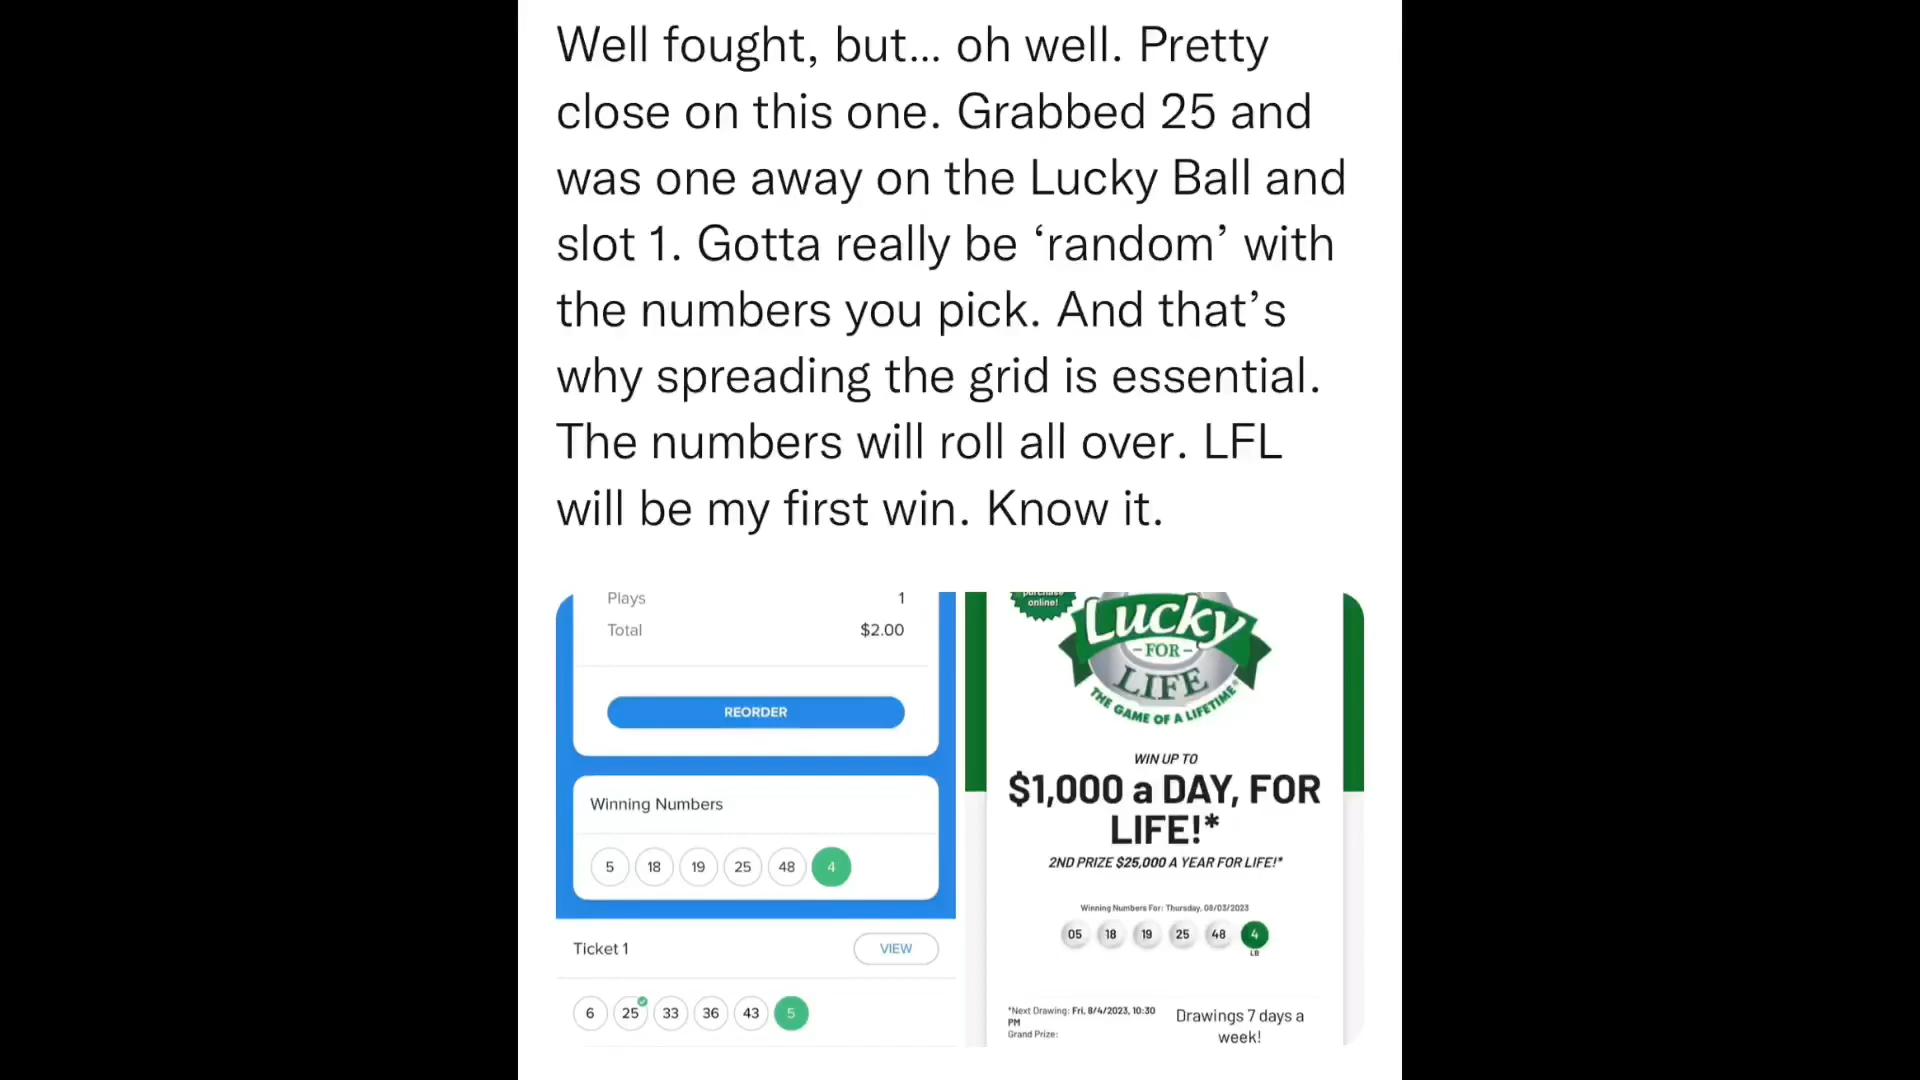 Well fought, but... oh well. Pretty
close on this one. Grabbed 25 and
was one away on the Lucky Ball and
slot 1. Gotta really be ‘random’ with
the numbers you pick. And that’s
why spreading the grid is essential.
The numbers will roll all over. LFL
will be my first win. Know it.
Plays 1
Total $2.00
REORDER
Winning Numbers
5 18 19 25 48 4
Ticket 1 VIEW
6 25 33 36 43 5
purchase
online!
Lucky
-FOR-
LIFE
THE GAME OF A LIFETIME®
WIN UP TO
$1,000 a DAY, FOR
LIFE!*
2ND PRIZE $25,000 A YEAR FOR LIFE!*
Winning Numbers For: Thursday, 08/03/2023
05 18 19 25 48 4
LB
*Next Drawing: Fri, 8/4/2023, 10:30
PM
Grand Prize:
Drawings 7 days a
week!